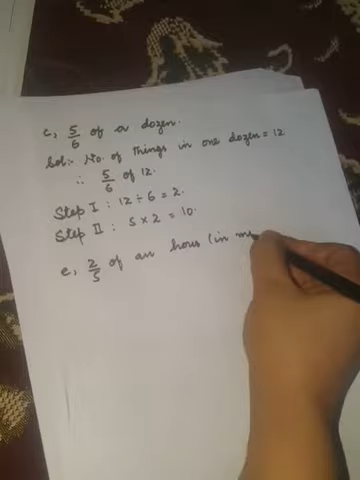 c, 5/6 of a dozen.
Sol:- No. of things in one dozen = 12
∴ 5/6 of 12.
Step I : 12 ÷ 6 = 2.
Step II : 5 × 2 = 10.
e, 2/5 of an hour (in